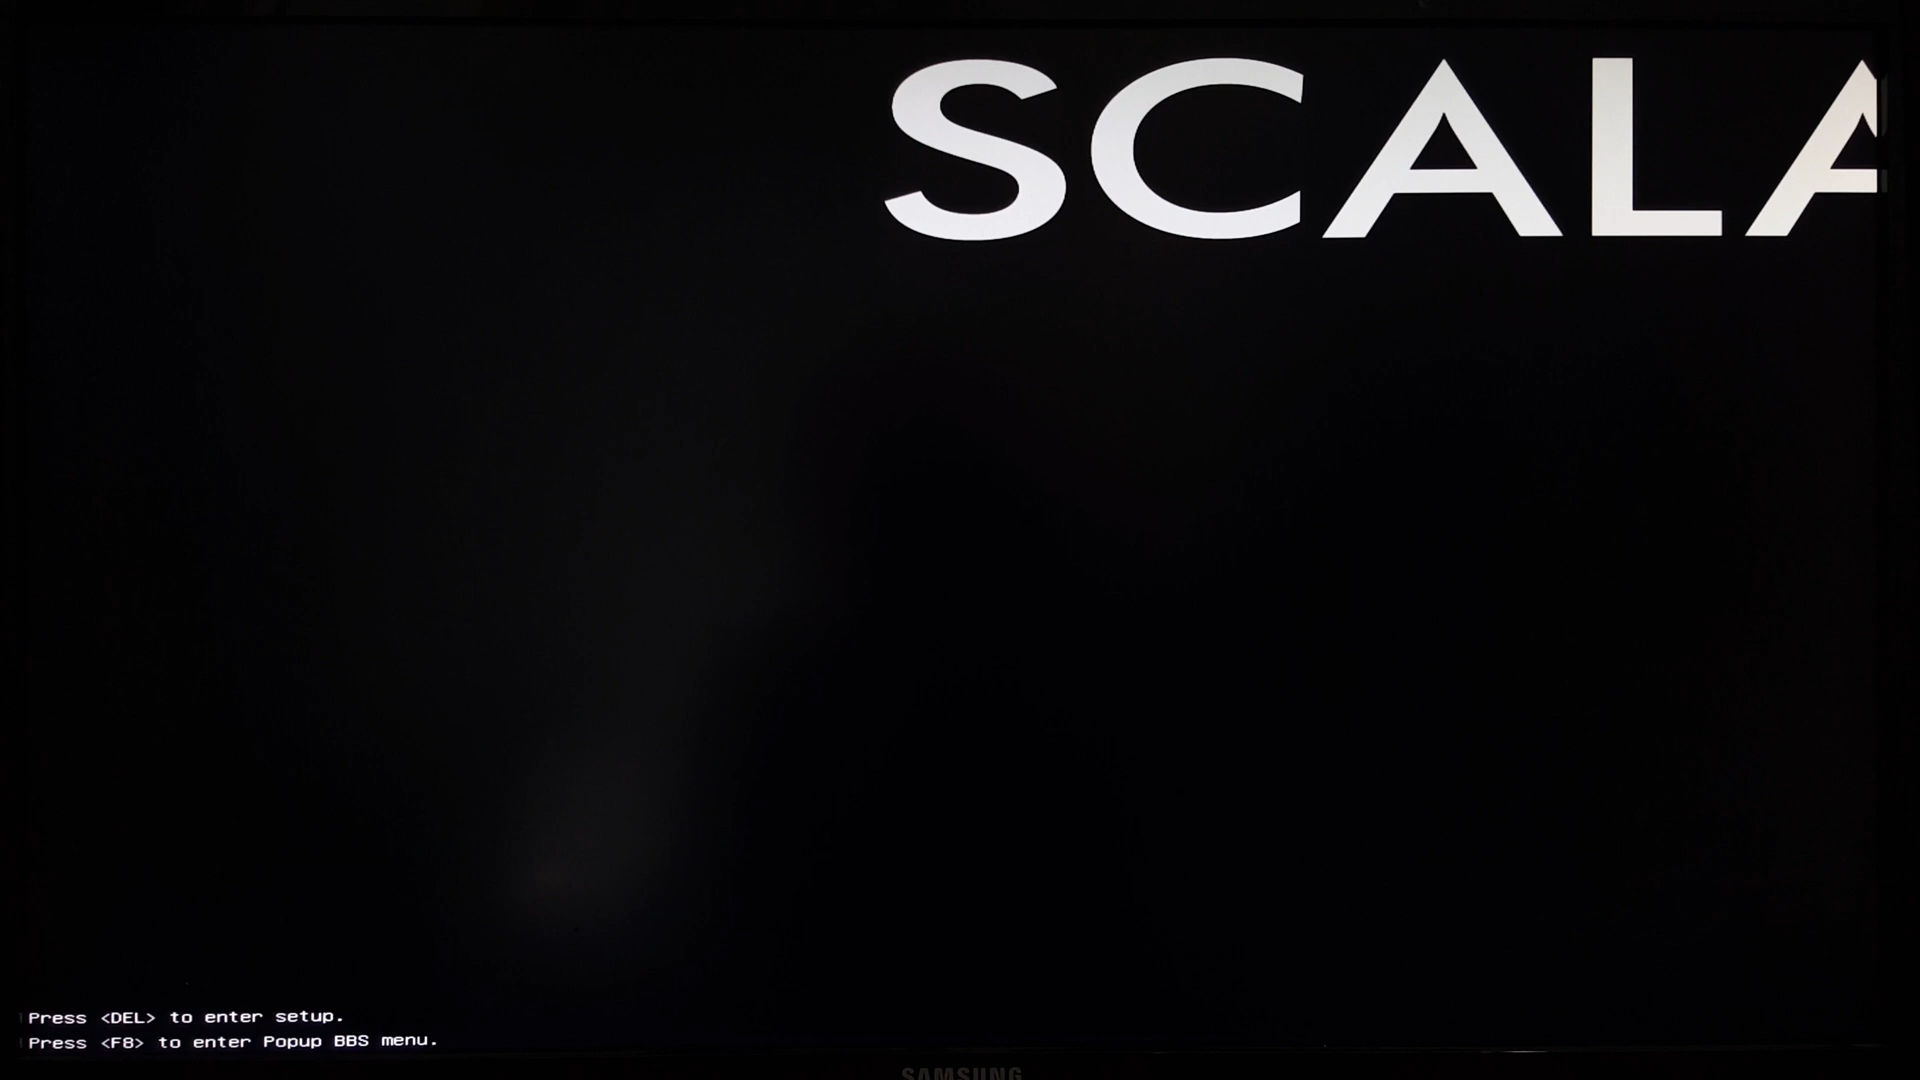 SCALA
Press <DEL> to enter setup.
Press <F8> to enter Popup BBS menu.
SAMSUNG